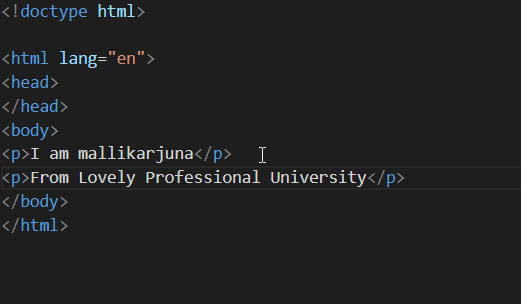 <!doctype html>
<html lang="en">
<head>
</head>
<body>
<p>I am mallikarjuna</p>
<p>From Lovely Professional University</p>
</body>
</html>